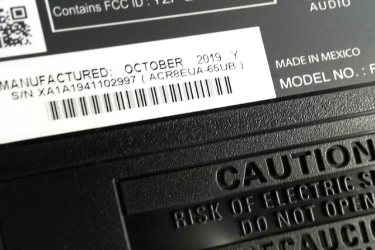 Contains FCC ID: YZP
AUDIO
MANUFACTURED: OCTOBER 2019 Y
S/N XA1A1941102997 ( ACR8EUA-65UB )
MADE IN MEXICO
MODEL NO.:
CAUTION
RISK OF ELECTRIC
DO NOT OPEN